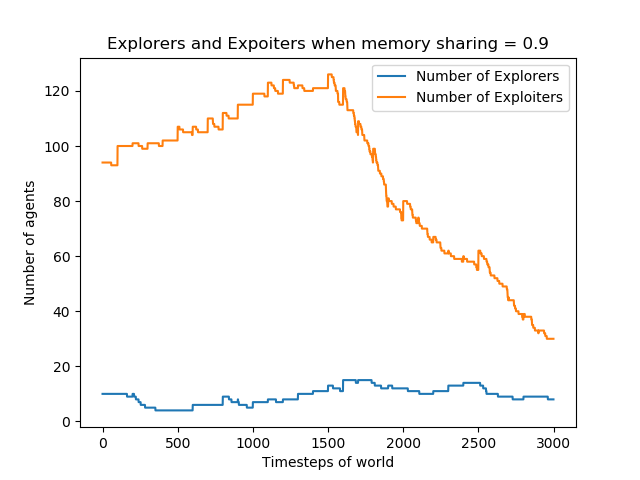 Explorers and Expoiters when memory sharing = 0.9
Number of Explorers
Number of Exploiters
Number of agents
120
100
80
60
40
20
0
0 500 1000 1500 2000 2500 3000
Timesteps of world